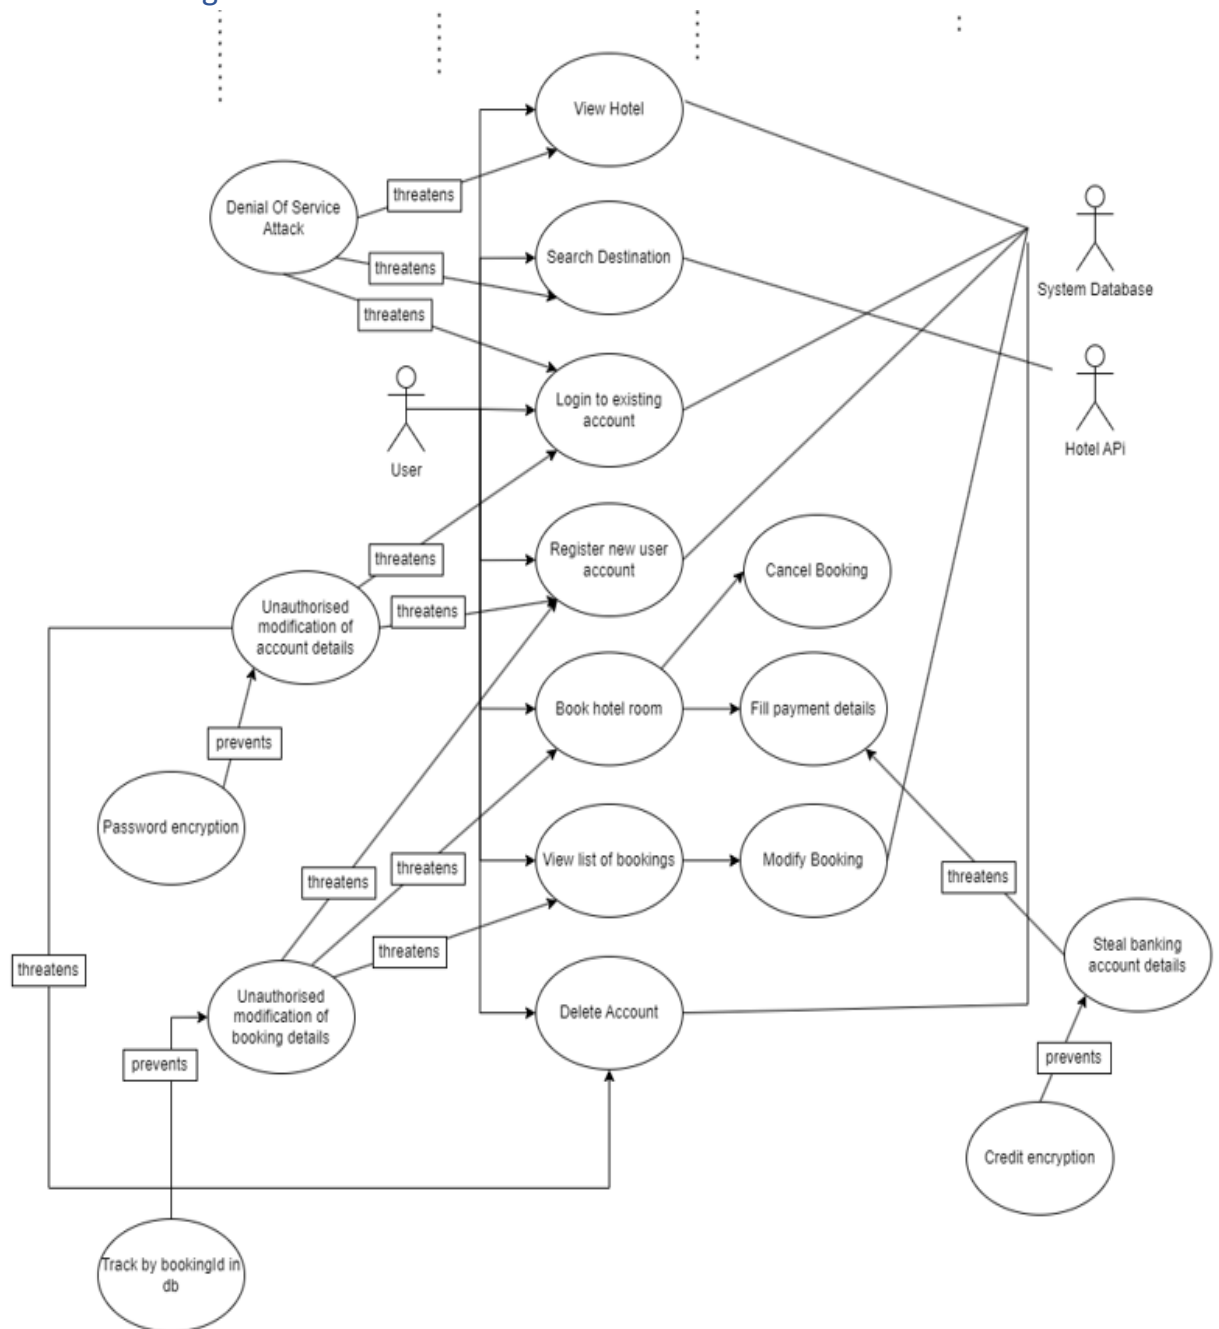 View Hotel
threatens
Denial Of Service
Attack
threatens
Search Destination
System Database
threatens
Login to existing
account
User
Hotel APi
threatens
Register new user
account
Cancel Booking
Unauthorised
modification of
account details
threatens
Book hotel room
Fill payment details
prevents
Password encryption
threatens
threatens
View list of bookings
Modify Booking
threatens
threatens
threatens
Steal banking
account details
Unauthorised
modification of
booking details
Delete Account
prevents
prevents
Credit encryption
Track by bookingId in
db